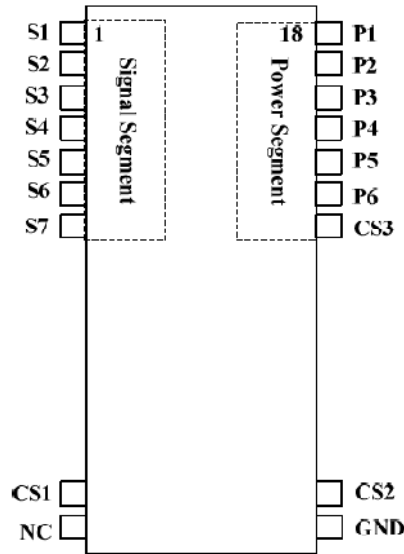 S1 1 18 P1
S2 P2
S3 P3
S4 P4
S5 P5
S6 P6
S7 CS3
Signal Segment
Power Segment
CS1 CS2
NC GND